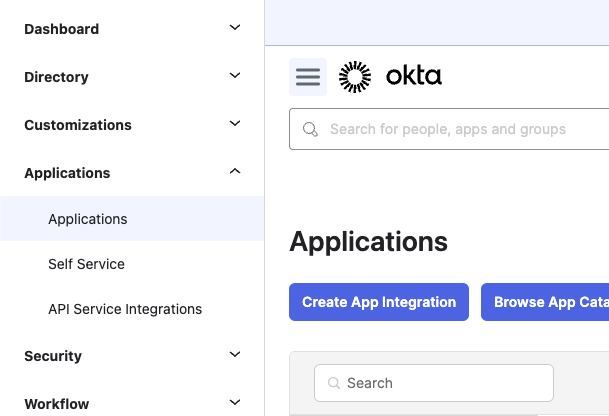 Dashboard
Directory
Customizations
Applications
Applications
Self Service
API Service Integrations
Security
Workflow
okta
Search for people, apps and groups
Applications
Create App Integration
Browse App Cata
Search